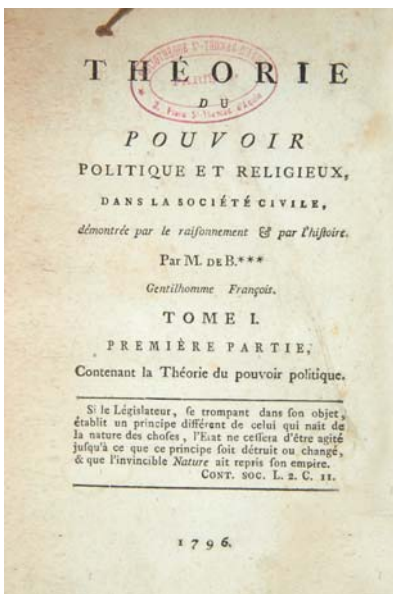 THÉORIE
DU
POUVOIR
POLITIQUE ET RELIGIEUX,
DANS LA SOCIÉTÉ CIVILE,
démontrée par le raiſonnement & par l'hiſtoire.
Par M. DE B.***
Gentilhomme François.
TOME I.
PREMIÈRE PARTIE,
Contenant la Théorie du pouvoir politique.
Si le Législateur, ſe trompant dans ſon objet,
établit un principe différent de celui qui naît de
la nature des choſes, l'Etat ne ceſſera d'être agité
juſqu'à ce que ce principe ſoit détruit ou changé,
& que l'invincible Nature ait repris ſon empire.
CONT. SOC. L. 2. C. 11.
1796.